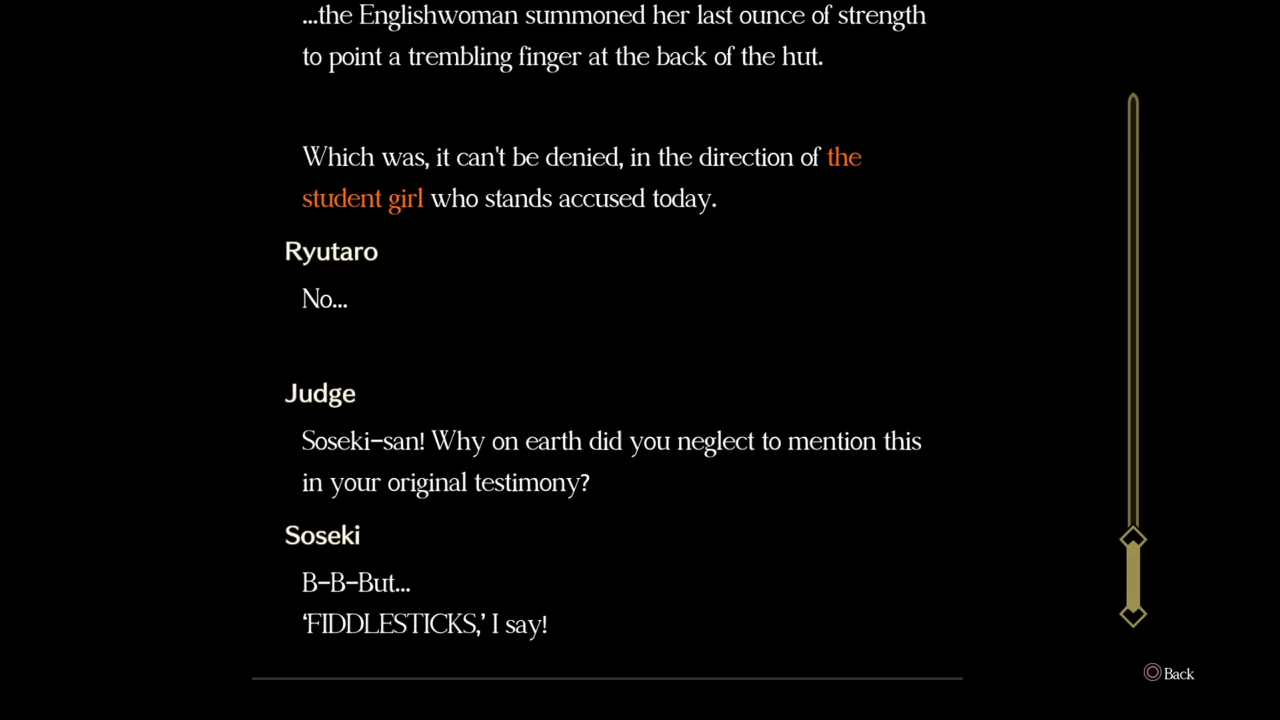 ...the Englishwoman summoned her last ounce of strength
to point a trembling finger at the back of the hut.
Which was, it can't be denied, in the direction of the
student girl who stands accused today.
Ryutaro
No...
Judge
Soseki-san! Why on earth did you neglect to mention this
in your original testimony?
Soseki
B-B-But...
‘FIDDLESTICKS,’ I say!
Back